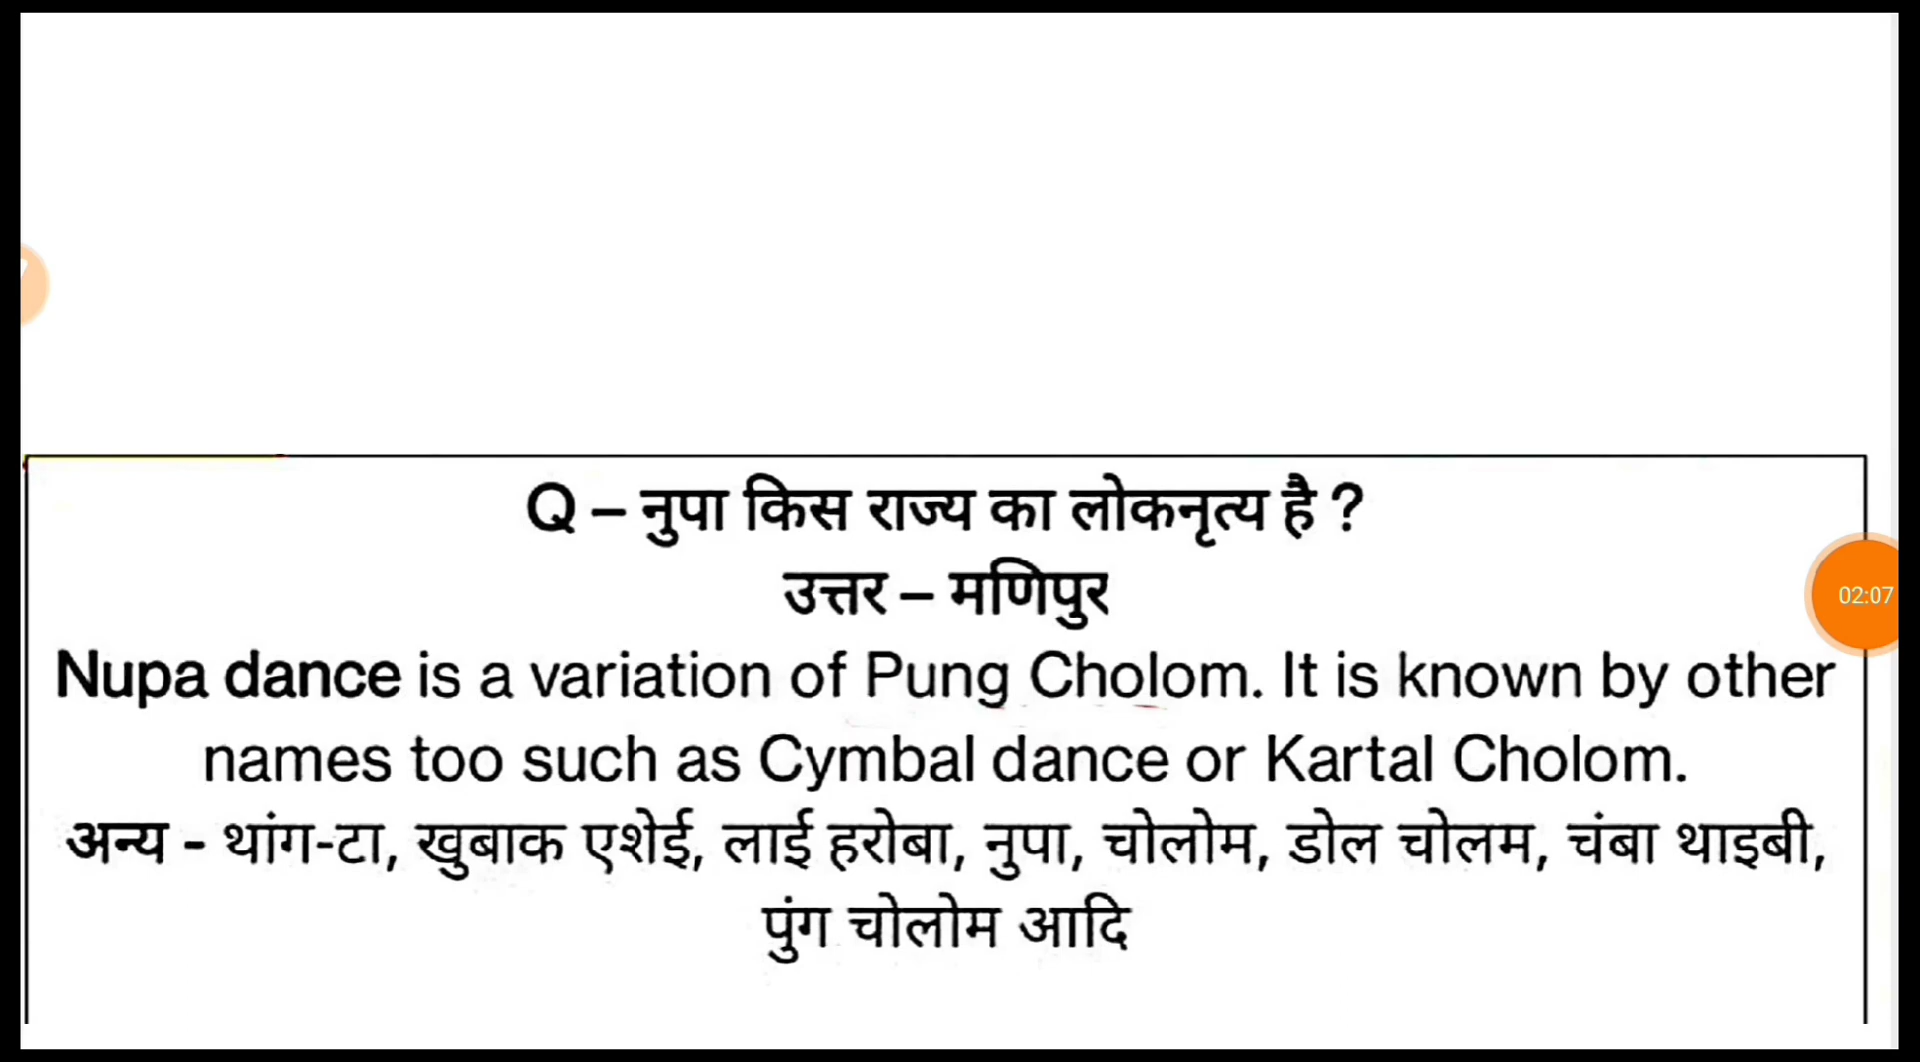 Q – नुपा किस राज्य का लोकनृत्य है ?
उत्तर – मणिपुर
Nupa dance is a variation of Pung Cholom. It is known by other
names too such as Cymbal dance or Kartal Cholom.
अन्य - थांग-टा, खुबाक एशेई, लाई हरोबा, नुपा, चोलोम, डोल चोलम, चंबा थाइबी,
पुंग चोलोम आदि
02:07